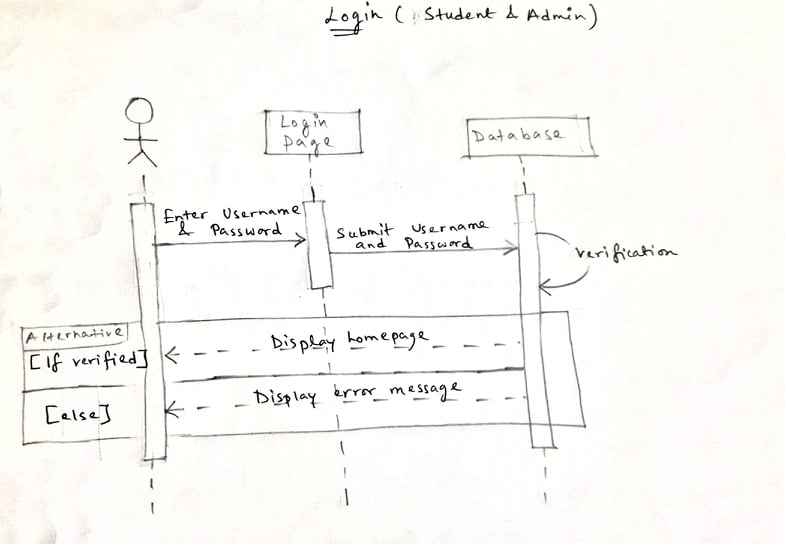 Login ( Student & Admin)
Login
Page
Database
Enter Username
& Password
Submit Username
and Password
verification
Alternative
[If verified]
Display homepage
[else]
Display error message